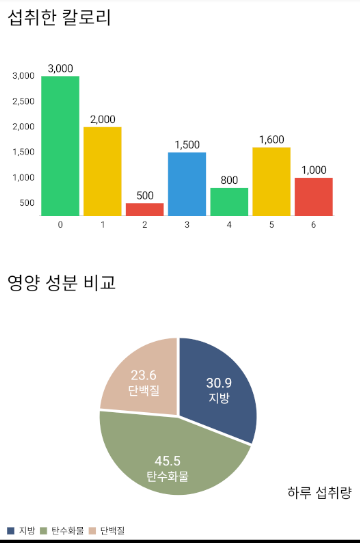 섭취한 칼로리
3,000
3,000
2,500
2,000
2,000
1,500
1,500
1,600
1,000
1,000
800
500
500
0 1 2 3 4 5 6
영양 성분 비교
23.6
단백질
30.9
지방
45.5
탄수화물
하루 섭취량
지방 탄수화물 단백질